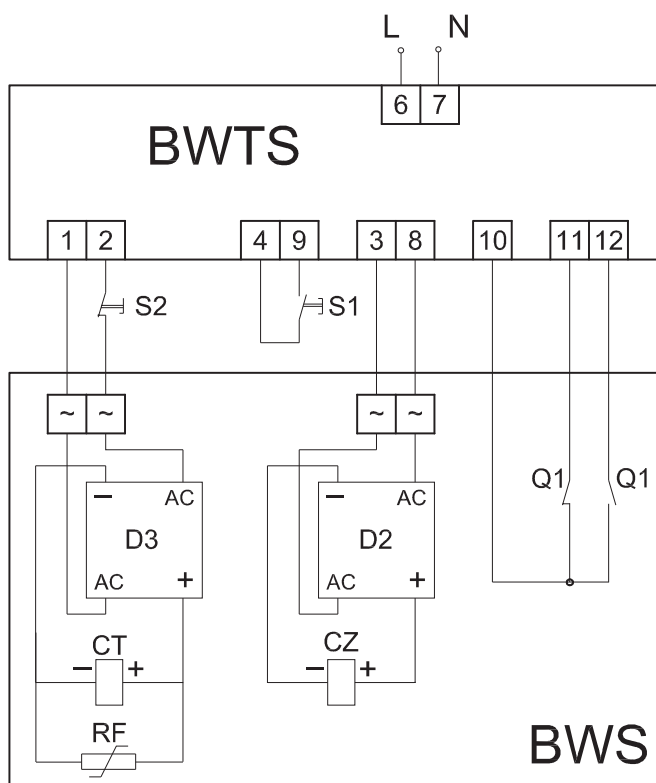 L N
6 7
BWTS
1 2 4 9 3 8 10 11 12
S2 S1
~ ~ ~ ~
Q1 Q1
− AC − AC
D3 D2
AC + AC +
CT CZ
− + − +
RF
BWS